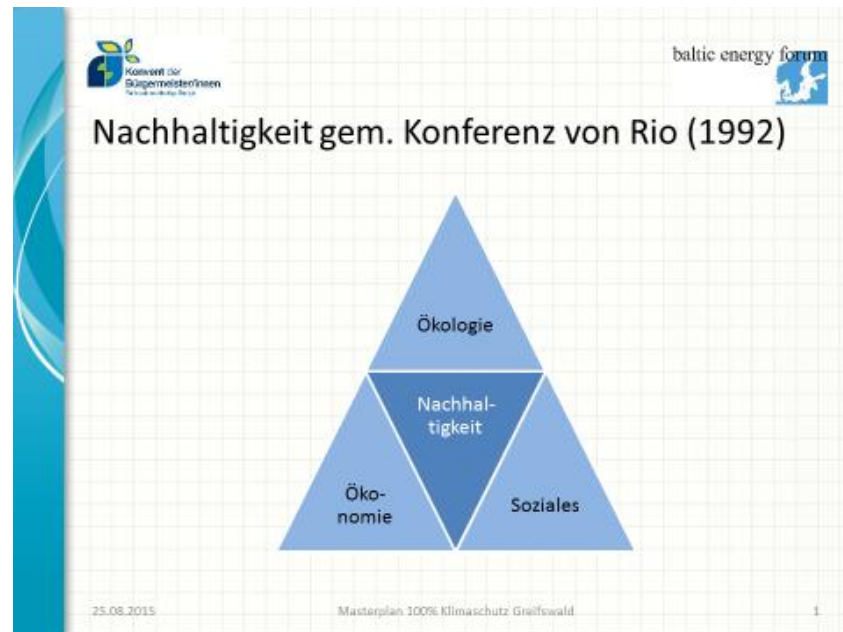 Konvent der
Bürgermeister/innen
baltic energy forum
Nachhaltigkeit gem. Konferenz von Rio (1992)
Ökologie
Nachhal-
tigkeit
Öko-
nomie
Soziales
25.08.2015
Masterplan 100% Klimaschutz Greifswald
1